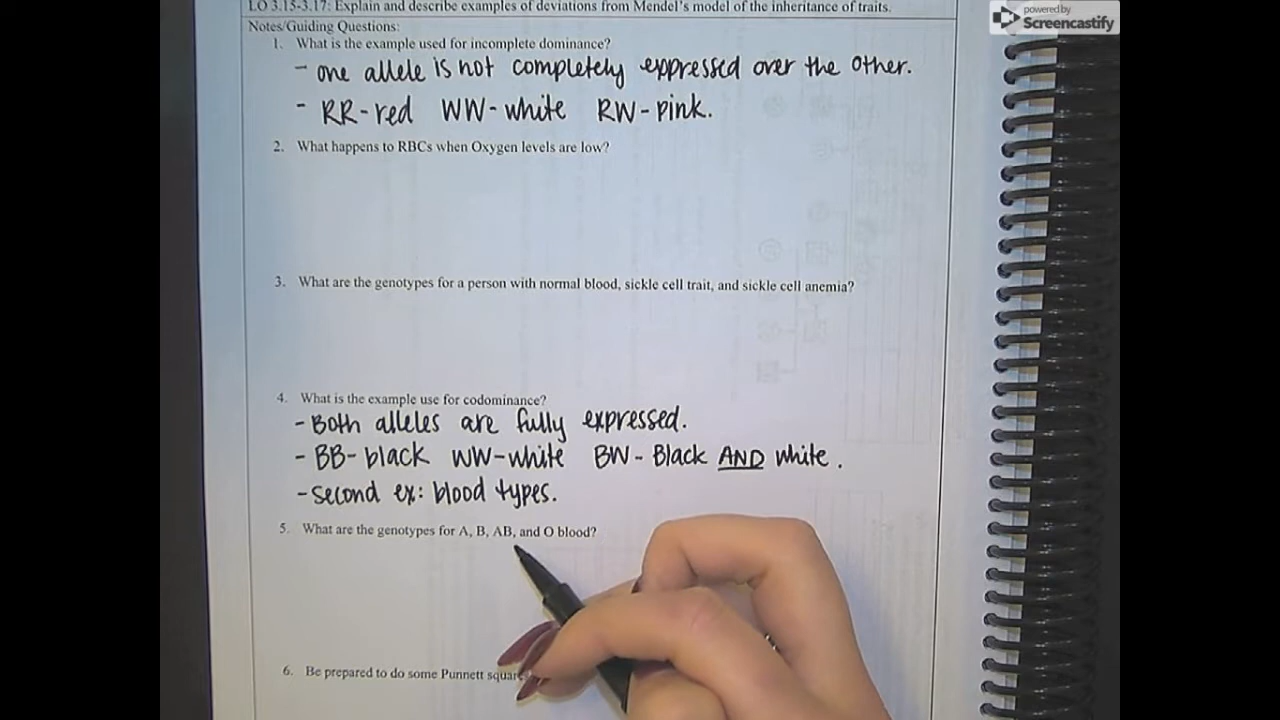 LO 3.15-3.17: Explain and describe examples of deviations from Mendel's model of the inheritance of traits.
powered by
Screencastify
Notes/Guiding Questions:
1. What is the example used for incomplete dominance?
- one allele is not completely expressed over the other.
- RR-red WW-white RW-pink.
2. What happens to RBCs when Oxygen levels are low?
3. What are the genotypes for a person with normal blood, sickle cell trait, and sickle cell anemia?
4. What is the example use for codominance?
- Both alleles are fully expressed.
- BB-black WW-white BW-Black AND white.
- Second ex: blood types.
5. What are the genotypes for A, B, AB, and O blood?
6. Be prepared to do some Punnett